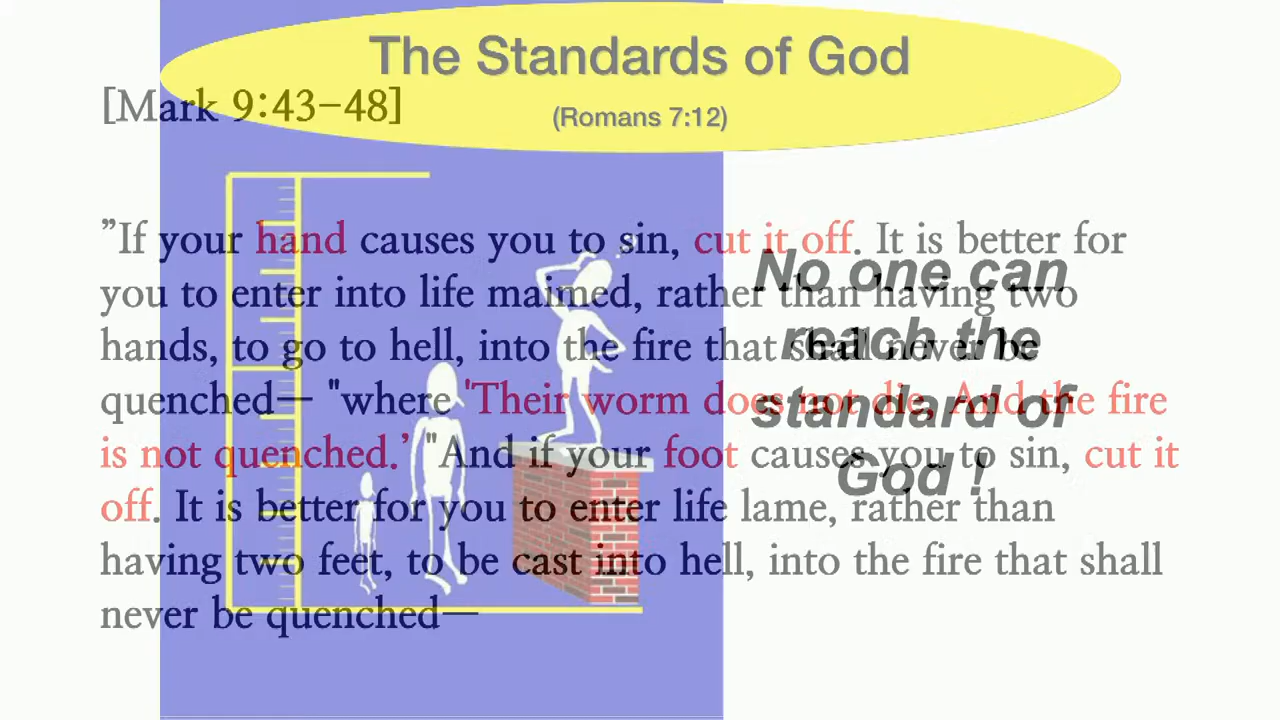 The Standards of God
(Romans 7:12)
[Mark 9:43-48]
"If your hand causes you to sin, cut it off. It is better for
you to enter into life maimed, rather than having two
hands, to go to hell, into the fire that shall never be
quenched— "where 'Their worm does not die, And the fire
is not quenched.' "And if your foot causes you to sin, cut it
off. It is better for you to enter life lame, rather than
having two feet, to be cast into hell, into the fire that shall
never be quenched—
No one can
reach the
standard of
God !